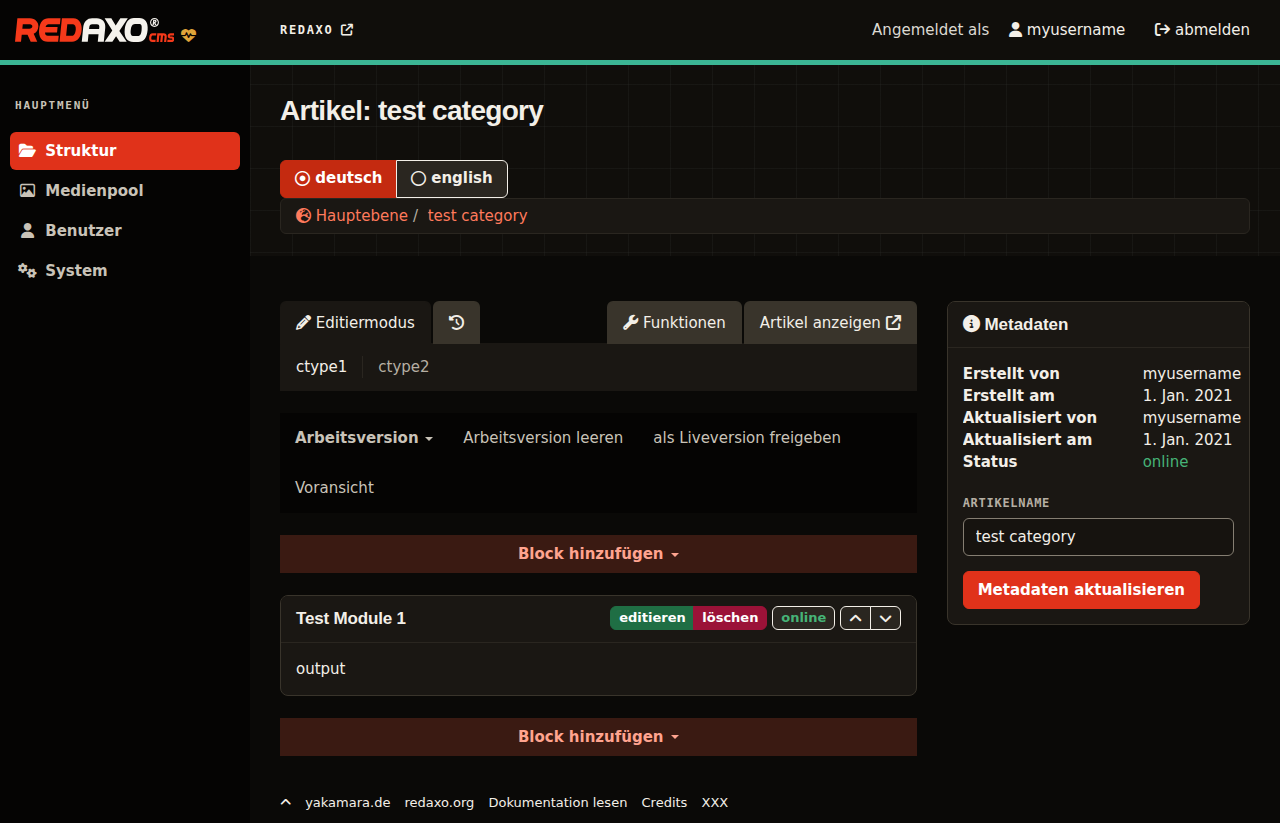 REDAXO® cms
REDAXO
Angemeldet als myusername abmelden
HAUPTMENÜ
Struktur
Medienpool
Benutzer
System
Artikel: test category
deutsch english
Hauptebene / test category
Editiermodus
Funktionen
Artikel anzeigen
ctype1 ctype2
Arbeitsversion Arbeitsversion leeren als Liveversion freigeben
Voransicht
Block hinzufügen
Test Module 1 editieren löschen online
output
Block hinzufügen
Metadaten
Erstellt von myusername
Erstellt am 1. Jan. 2021
Aktualisiert von myusername
Aktualisiert am 1. Jan. 2021
Status online
ARTIKELNAME
test category
Metadaten aktualisieren
yakamara.de redaxo.org Dokumentation lesen Credits XXX